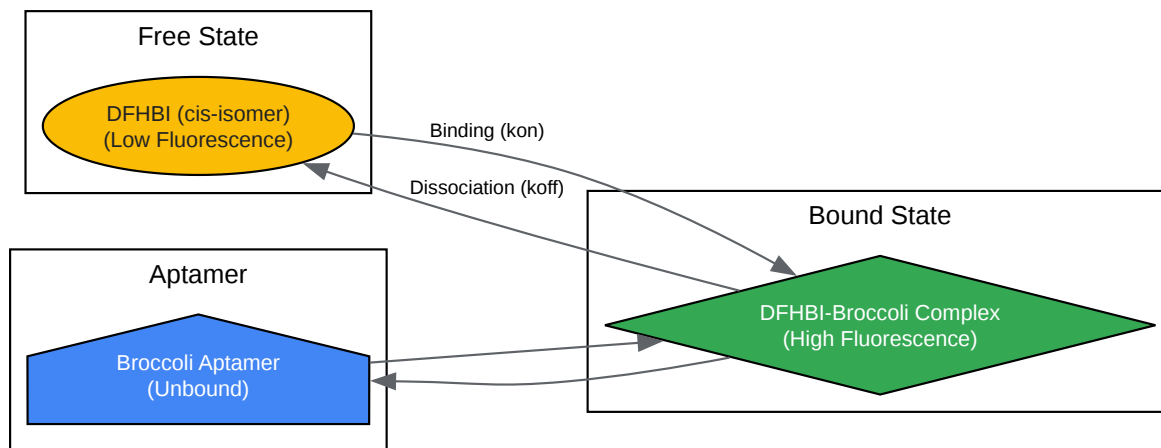 Free State
DFHBI (cis-isomer)
(Low Fluorescence)
Binding (kon)
Dissociation (koff)
Bound State
DFHBI-Broccoli Complex
(High Fluorescence)
Aptamer
Broccoli Aptamer
(Unbound)